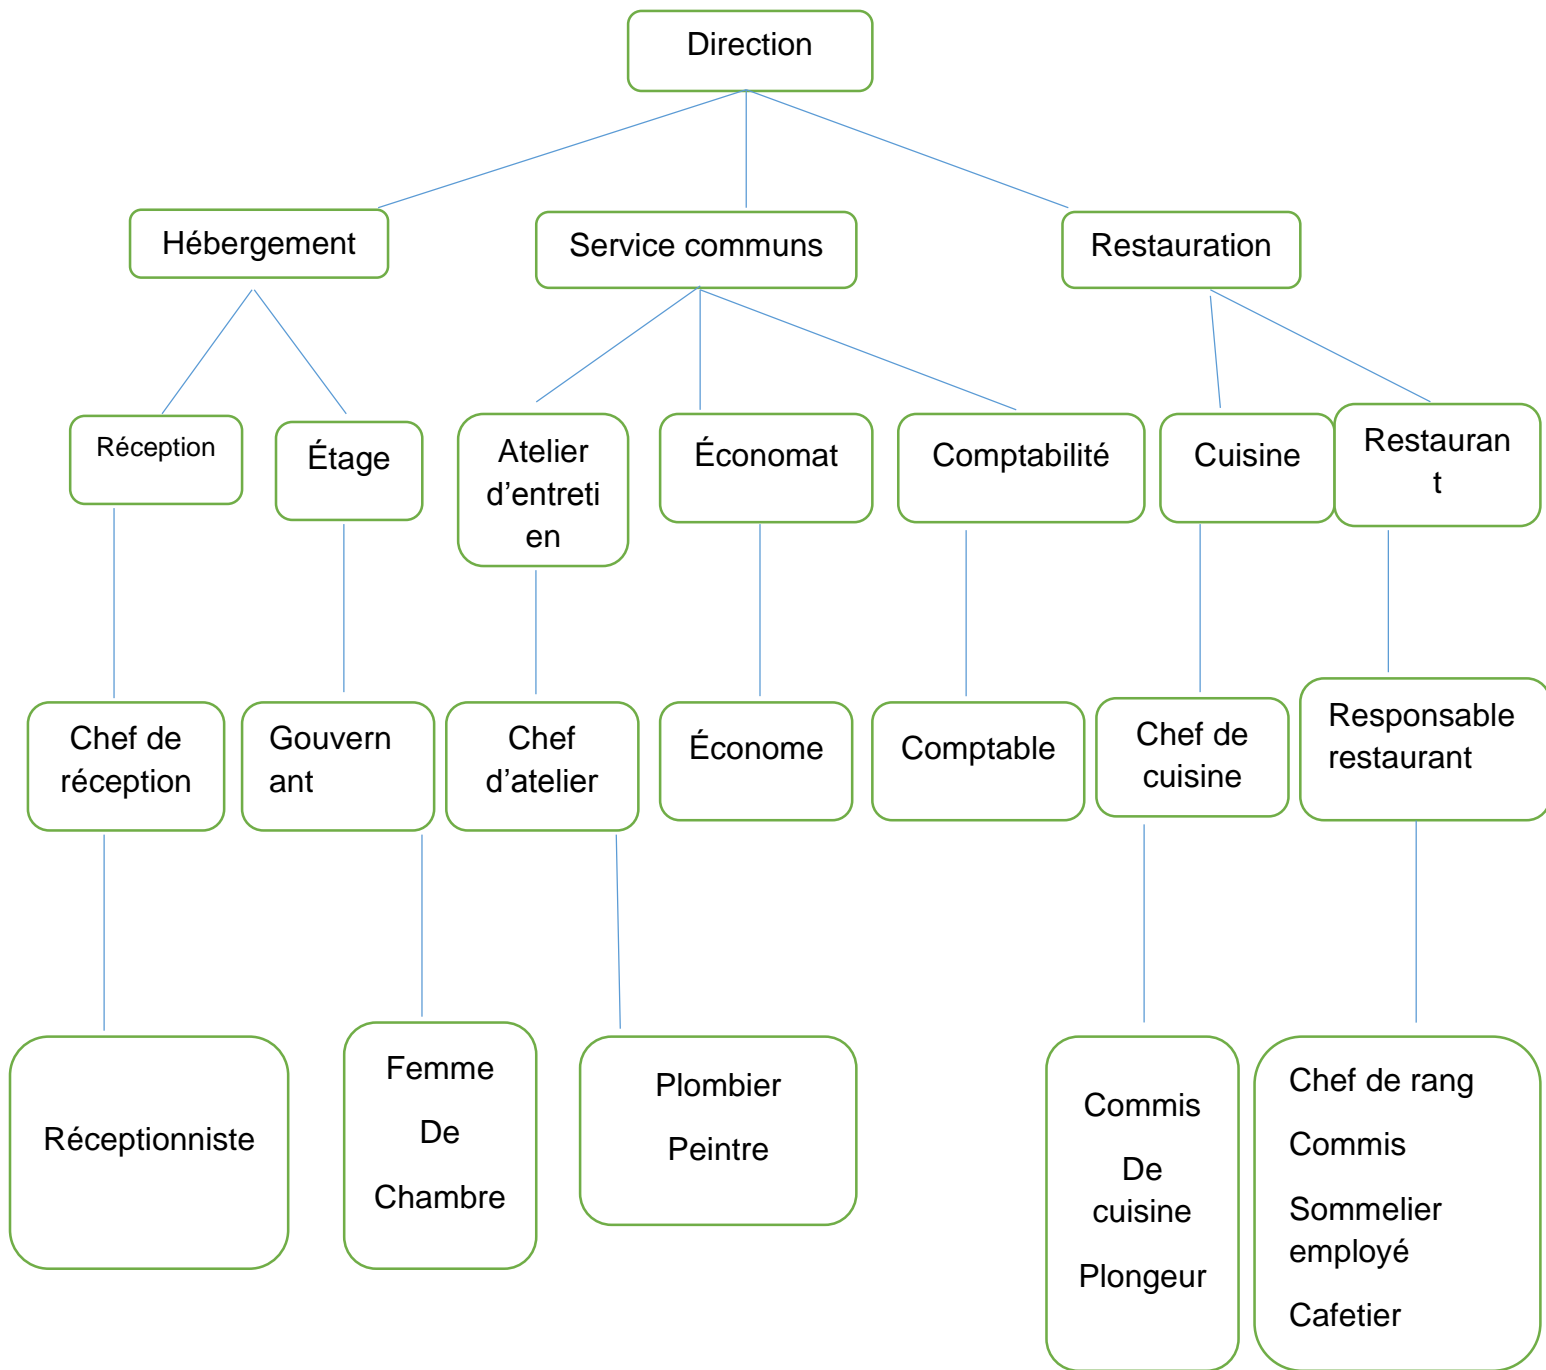 Direction
Hébergement
Service communs
Restauration
Réception
Étage
Atelier
d’entreti
en
Économat
Comptabilité
Cuisine
Restauran
t
Chef de
réception
Gouvern
ant
Chef
d’atelier
Économe
Comptable
Chef de
cuisine
Responsable
restaurant
Réceptionniste
Femme
De
Chambre
Plombier
Peintre
Commis
De
cuisine
Plongeur
Chef de rang
Commis
Sommelier
employé
Cafetier